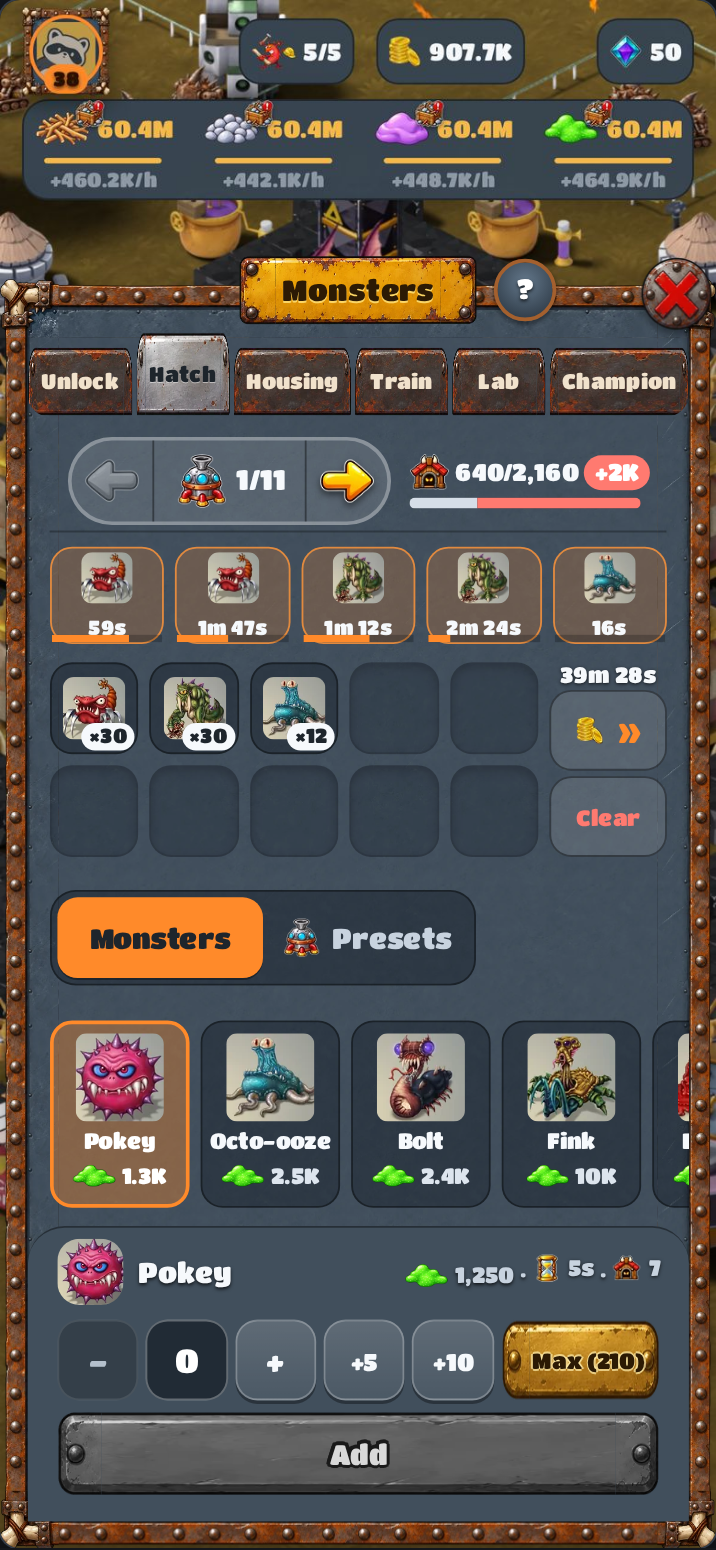 38
5/5
907.7K
50
60.4M
60.4M
60.4M
60.4M
+460.2K/h
+442.1K/h
+448.7K/h
+464.9K/h
Monsters
?
Unlock
Hatch
Housing
Train
Lab
Champion
1/11
640/2,160
+2K
59s
1m 47s
1m 12s
2m 24s
16s
×30
×30
×12
39m 28s
Clear
Monsters
Presets
Pokey
Octo-ooze
Bolt
Fink
1.3K
2.5K
2.4K
10K
Pokey
1,250 · 5s · 7
-
0
+
+5
+10
Max (210)
Add